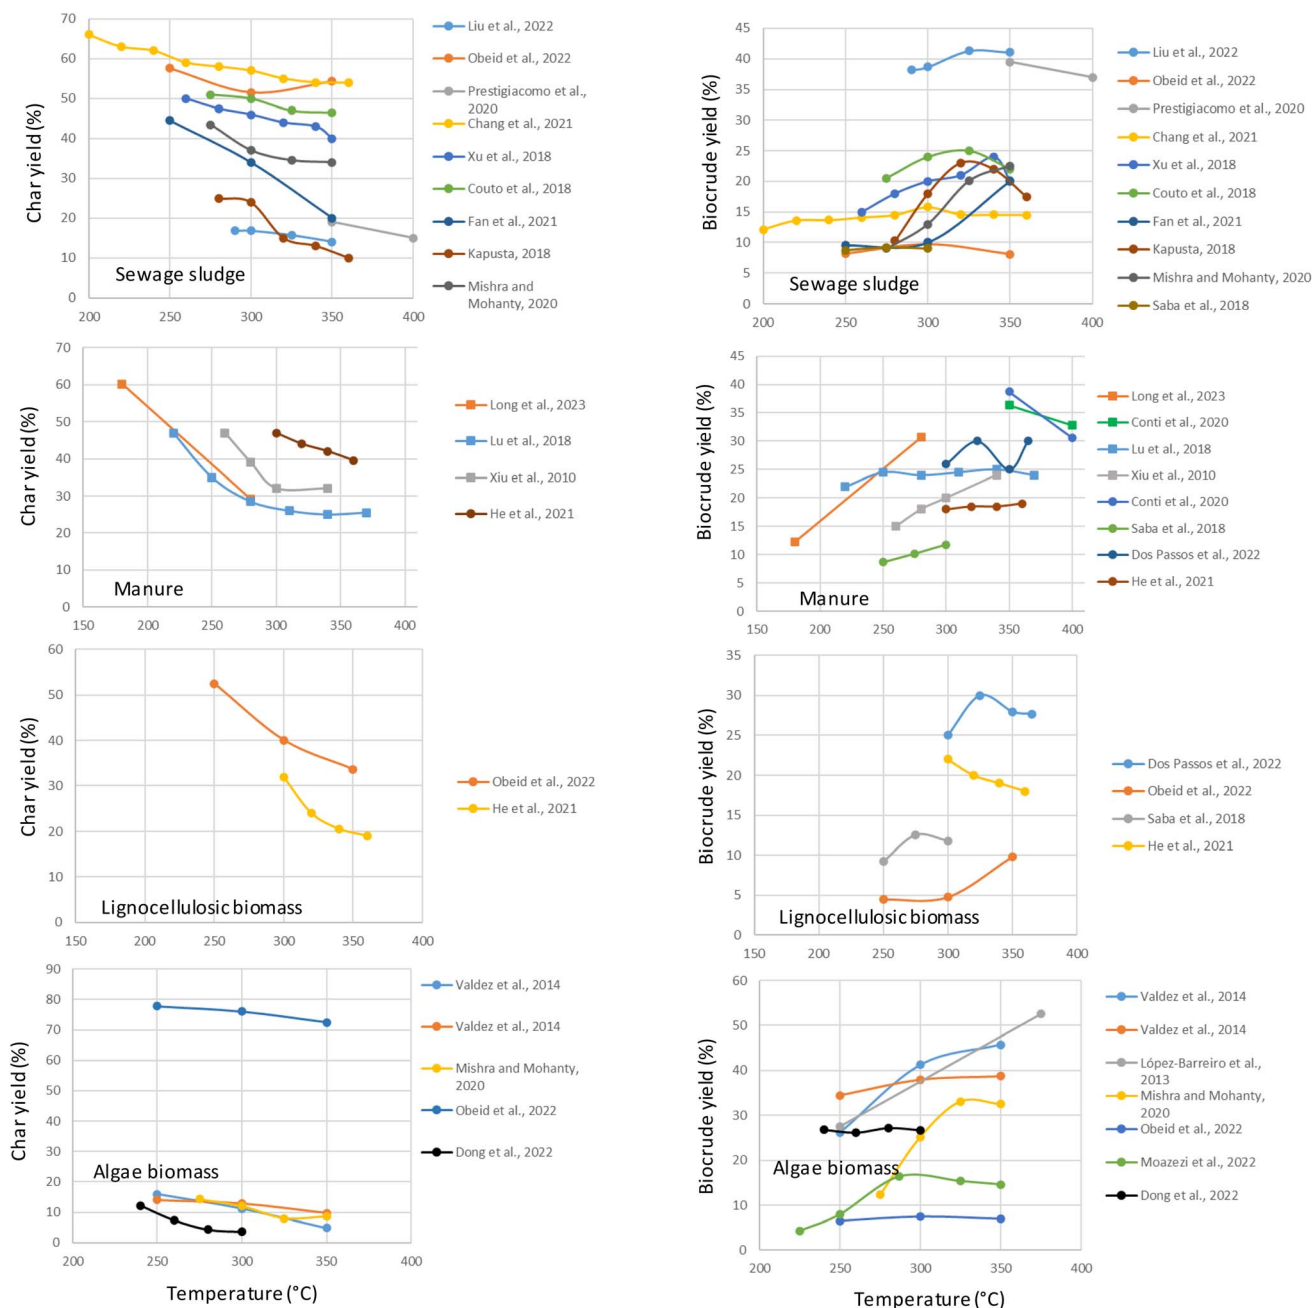 70
60
50
40
30
20
10
0
200
250
300
350
400
Char yield (%)
Sewage sludge
Liu et al., 2022
Obeid et al., 2022
Prestigiacomo et al.,
2020
Chang et al., 2021
Xu et al., 2018
Couto et al., 2018
Fan et al., 2021
Kapusta, 2018
Mishra and
Mohanty, 2020
45
40
35
30
25
20
15
10
5
0
200
250
300
350
400
Biocrude yield (%)
Sewage sludge
Liu et al., 2022
Obeid et al., 2022
Prestigiacomo et al., 2020
Chang et al., 2021
Xu et al., 2018
Couto et al., 2018
Fan et al., 2021
Kapusta, 2018
Mishra and Mohanty, 2020
Saba et al., 2018
70
60
50
40
30
20
10
0
150
200
250
300
350
400
Char yield (%)
Manure
Long et al., 2023
Lu et al., 2018
Xiu et al., 2010
He et al., 2021
45
40
35
30
25
20
15
10
5
0
150
200
250
300
350
400
Biocrude yield (%)
Manure
Long et al., 2023
Conti et al., 2020
Lu et al., 2018
Xiu et al., 2010
Conti et al., 2020
Saba et al., 2018
Dos Passos et al., 2022
He et al., 2021
60
50
40
30
20
10
0
150
200
250
300
350
400
Char yield (%)
Lignocellulosic biomass
Obeid et al., 2022
He et al., 2021
35
30
25
20
15
10
5
0
150
200
250
300
350
400
Biocrude yield (%)
Lignocellulosic biomass
Dos Passos et al., 2022
Obeid et al., 2022
Saba et al., 2018
He et al., 2021
90
80
70
60
50
40
30
20
10
0
200
250
300
350
400
Char yield (%)
Algae biomass
Temperature (°C)
Valdez et al., 2014
Valdez et al., 2014
Mishra and Mohanty,
2020
Obeid et al., 2022
Dong et al., 2022
60
50
40
30
20
10
0
200
250
300
350
400
Biocrude yield (%)
Algae biomass
Temperature (°C)
Valdez et al., 2014
Valdez et al., 2014
López-Barreiro et al.,
2013
Mishra and Mohanty,
2020
Obeid et al., 2022
Moazezi et al., 2022
Dong et al., 2022